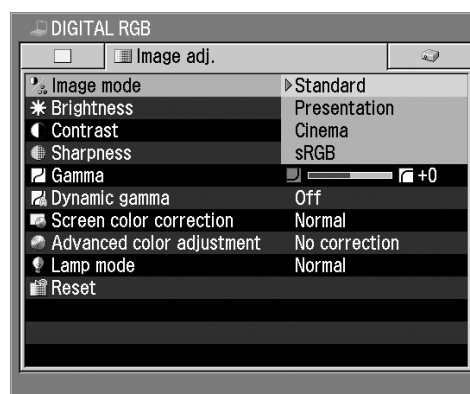 DIGITAL RGB
Image adj.
Image mode Standard
Brightness Presentation
Contrast Cinema
Sharpness sRGB
Gamma +0
Dynamic gamma Off
Screen color correction Normal
Advanced color adjustment No correction
Lamp mode Normal
Reset